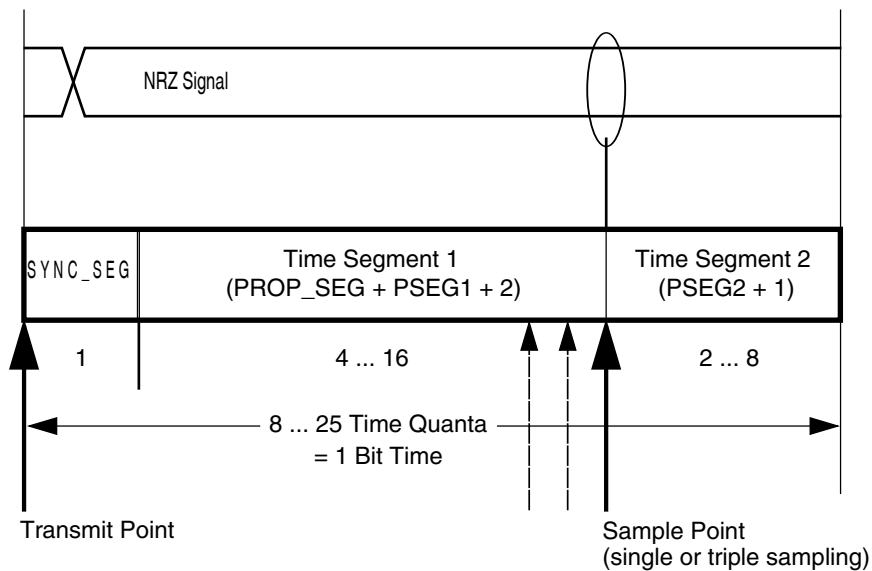 NRZ Signal
SYNC_SEG
Time Segment 1
(PROP_SEG + PSEG1 + 2)
Time Segment 2
(PSEG2 + 1)
1
4 ... 16
2 ... 8
8 ... 25 Time Quanta
= 1 Bit Time
Transmit Point
Sample Point
(single or triple sampling)